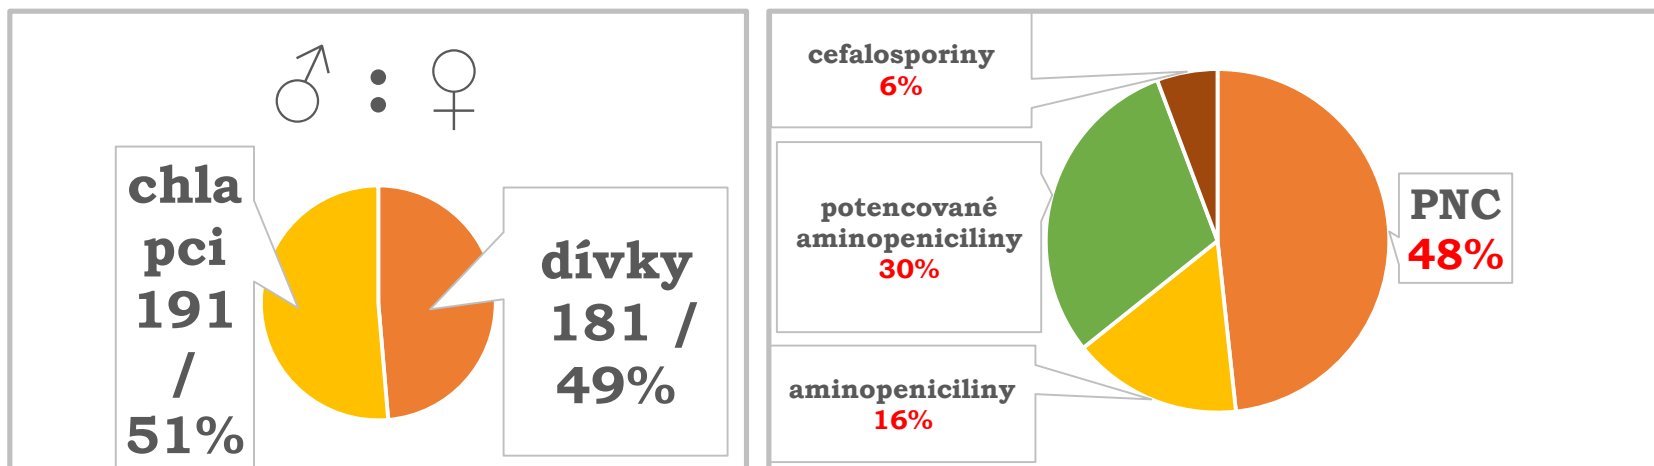 ♂ : ♀
chla
pci
191
/
51%
dívky
181 /
49%
cefalosporiny
6%
potencované
aminopeniciliny
30%
aminopeniciliny
16%
PNC
48%